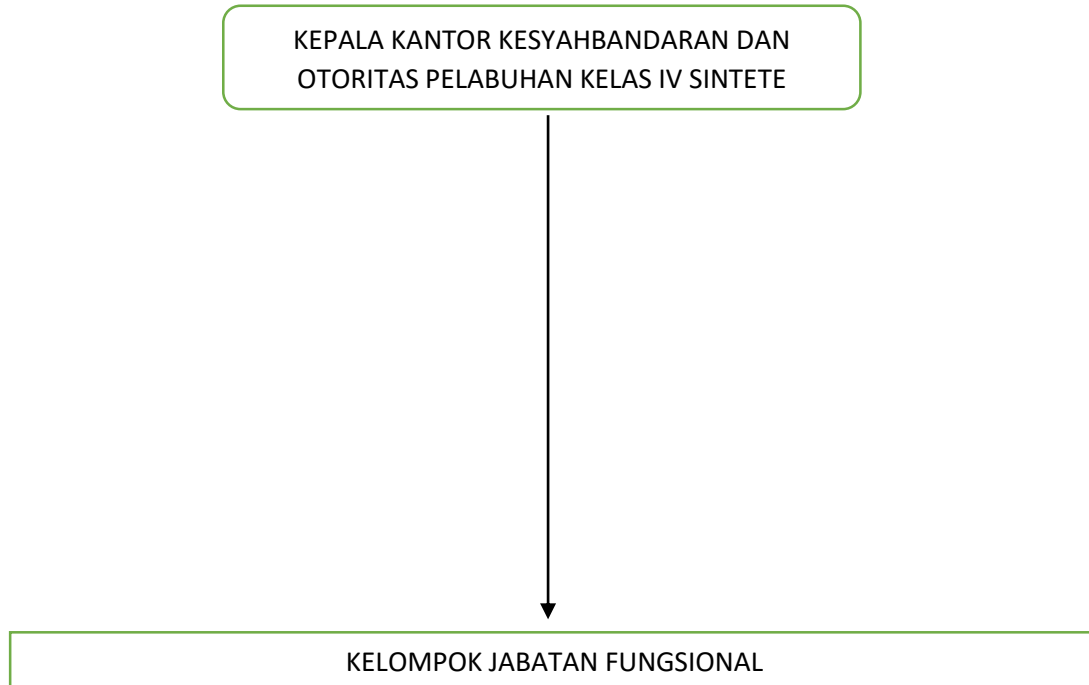 KEPALA KANTOR KESYAHBANDARAN DAN
OTORITAS PELABUHAN KELAS IV SINTETE
KELOMPOK JABATAN FUNGSIONAL